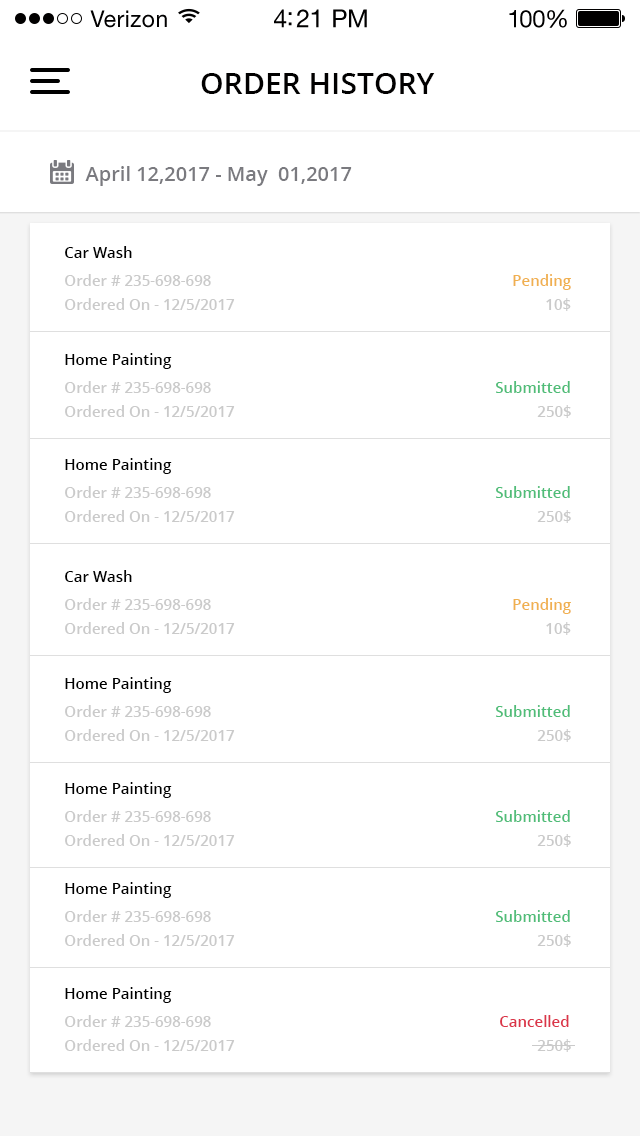 Verizon 4:21 PM 100%
ORDER HISTORY
April 12,2017 - May  01,2017
Car Wash
Order # 235-698-698 Pending
Ordered On - 12/5/2017 10$
Home Painting
Order # 235-698-698 Submitted
Ordered On - 12/5/2017 250$
Home Painting
Order # 235-698-698 Submitted
Ordered On - 12/5/2017 250$
Car Wash
Order # 235-698-698 Pending
Ordered On - 12/5/2017 10$
Home Painting
Order # 235-698-698 Submitted
Ordered On - 12/5/2017 250$
Home Painting
Order # 235-698-698 Submitted
Ordered On - 12/5/2017 250$
Home Painting
Order # 235-698-698 Submitted
Ordered On - 12/5/2017 250$
Home Painting
Order # 235-698-698 Cancelled
Ordered On - 12/5/2017 250$